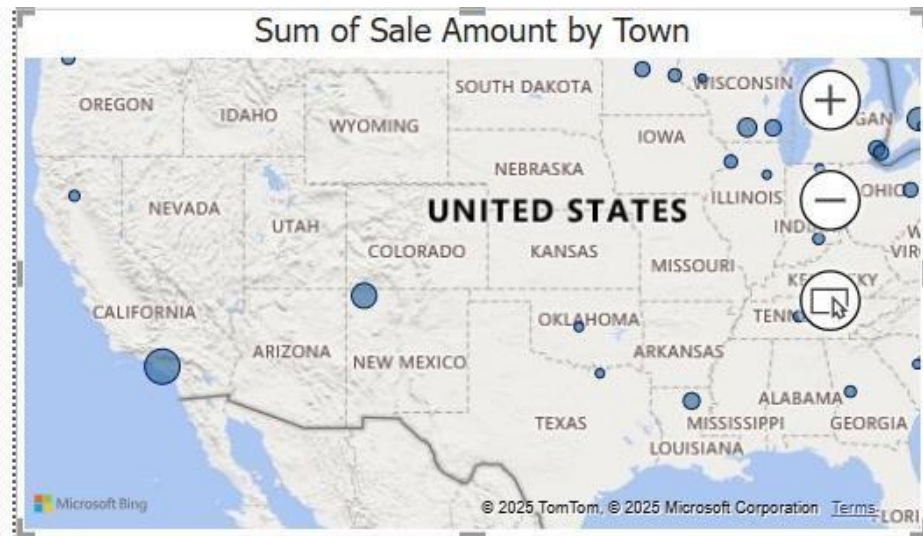 Sum of Sale Amount by Town
OREGON
IDAHO
WYOMING
SOUTH DAKOTA
WISCONSIN
IOWA
NEBRASKA
NEVADA
UTAH
ILLINOIS
OHIO
UNITED STATES
COLORADO
KANSAS
MISSOURI
CALIFORNIA
OKLAHOMA
ARIZONA
NEW MEXICO
ARKANSAS
TEXAS
ALABAMA
MISSISSIPPI
GEORGIA
LOUISIANA
Microsoft Bing
© 2025 TomTom, © 2025 Microsoft Corporation Terms